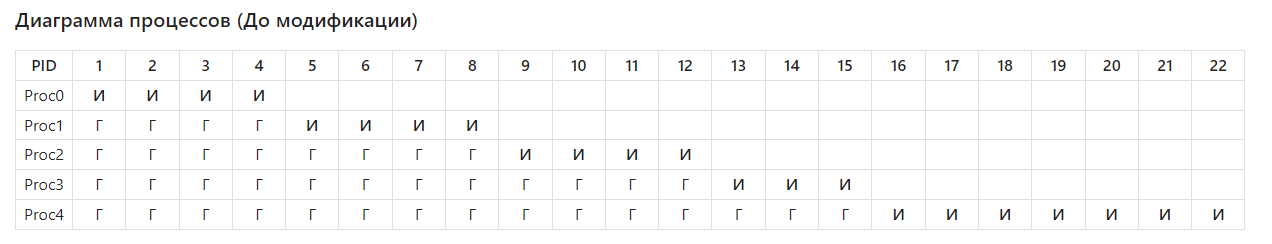 Диаграмма процессов (До модификации)
PID 1 2 3 4 5 6 7 8 9 10 11 12 13 14 15 16 17 18 19 20 21 22
Proc0 И И И И
Proc1 Г Г Г Г И И И И
Proc2 Г Г Г Г Г Г Г Г И И И И
Proc3 Г Г Г Г Г Г Г Г Г Г Г Г И И И
Proc4 Г Г Г Г Г Г Г Г Г Г Г Г Г Г Г И И И И И И И